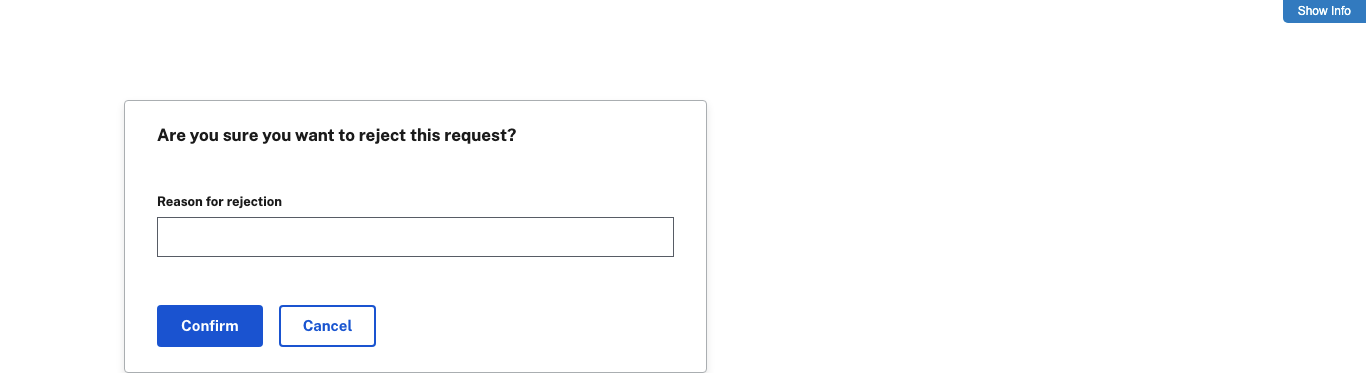 Show Info
Are you sure you want to reject this request?
Reason for rejection
Confirm
Cancel